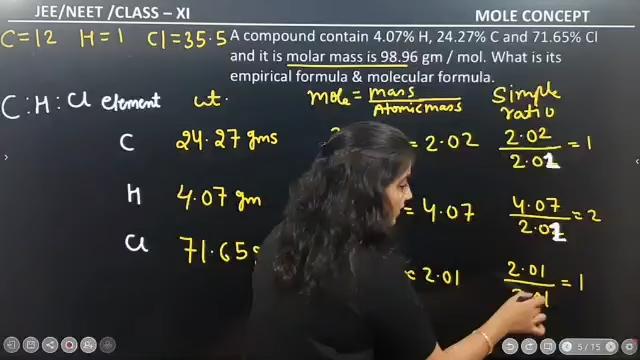 JEE/NEET /CLASS – XI
MOLE CONCEPT
C=12 H=1 Cl=35.5
A compound contain 4.07% H, 24.27% C and 71.65% Cl
and it is molar mass is 98.96 gm / mol. What is its
empirical formula & molecular formula.
C:H:Cl element wt. mole= mass / Atomic mass Simple ratio
C 24.27 gms = 2.02 2.02 / 2.02 = 1
H 4.07 gm = 4.07 4.07 / 2.02 = 2
Cl 71.65 = 2.01 2.01 / = 1
5 / 15